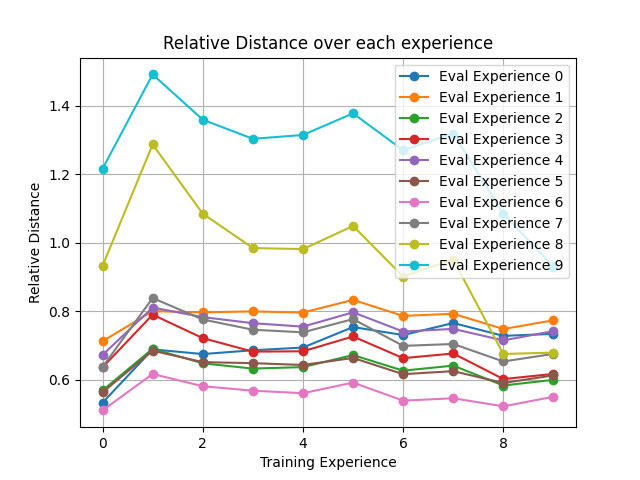 Relative Distance over each experience
Relative Distance
1.4
1.2
1.0
0.8
0.6
Eval Experience 0
Eval Experience 1
Eval Experience 2
Eval Experience 3
Eval Experience 4
Eval Experience 5
Eval Experience 6
Eval Experience 7
Eval Experience 8
Eval Experience 9
0 2 4 6 8
Training Experience